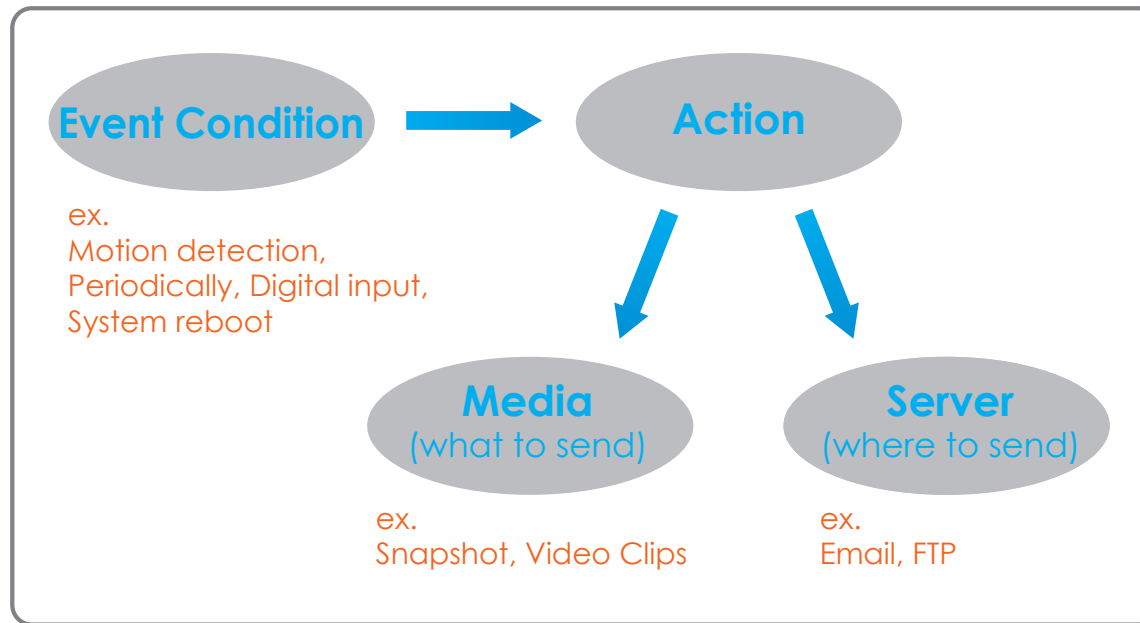 Event Condition
Action
ex.
Motion detection,
Periodically, Digital input,
System reboot
Media
(what to send)
Server
(where to send)
ex.
Snapshot, Video Clips
ex.
Email, FTP